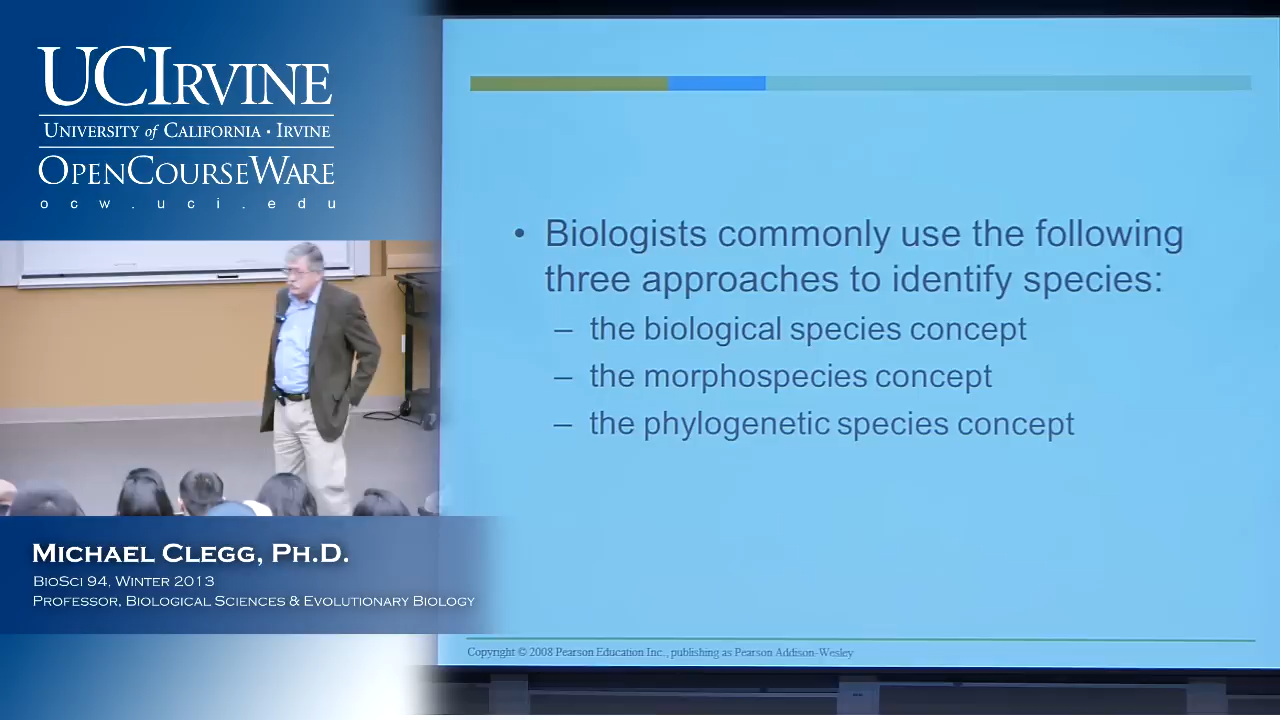 UCIRVINE
UNIVERSITY of CALIFORNIA · IRVINE
OPENCOURSEWARE
ocw.uci.edu
• Biologists commonly use the following
three approaches to identify species:
– the biological species concept
– the morphospecies concept
– the phylogenetic species concept
MICHAEL CLEGG, PH.D.
BIOSCI 94, WINTER 2013
PROFESSOR, BIOLOGICAL SCIENCES & EVOLUTIONARY BIOLOGY
Copyright © 2008 Pearson Education Inc., publishing as Pearson Addison-Wesley